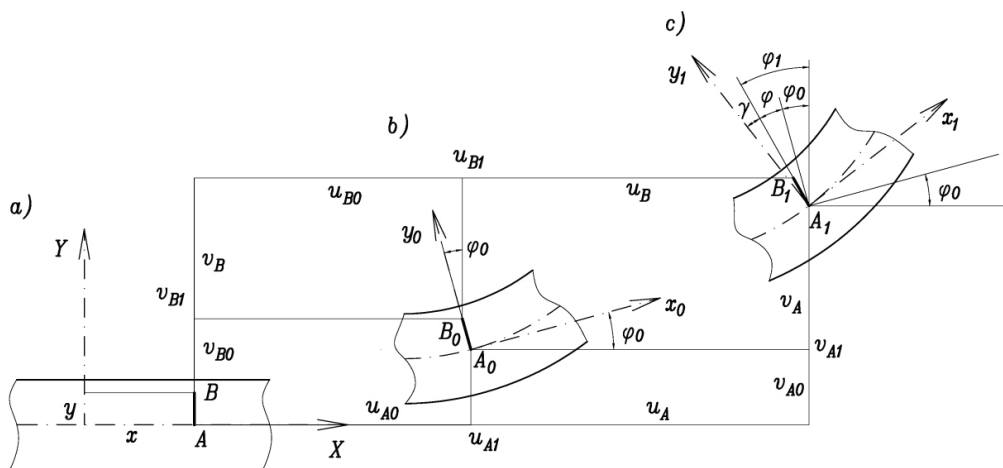 c)
φ1
y1
γ
φ
φ0
x1
b)
uB1
uB0
uB
B1
φ0
A1
a)
Y
y0
φ0
vB
x0
vB1
vA
B0
φ0
vB0
A0
vA1
B
vA0
y
uA0
uA
x
A
X
uA1